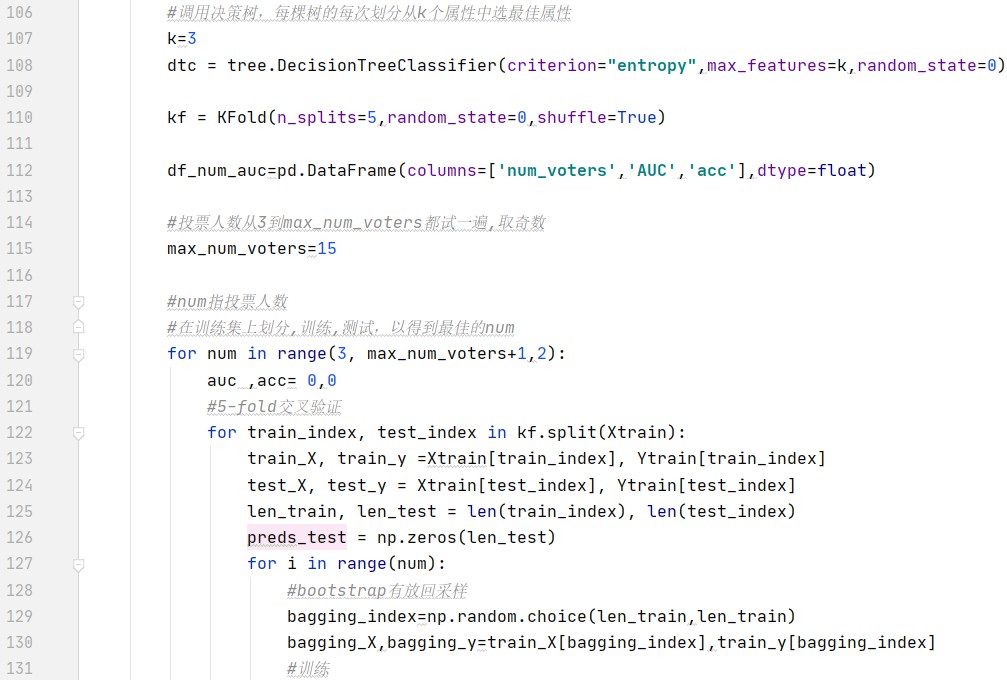 106 #调用决策树，每棵树的每次划分从k个属性中选最佳属性
107 k=3
108 dtc = tree.DecisionTreeClassifier(criterion="entropy",max_features=k,random_state=0)
109
110 kf = KFold(n_splits=5,random_state=0,shuffle=True)
111
112 df_num_auc=pd.DataFrame(columns=['num_voters','AUC','acc'],dtype=float)
113
114 #投票人数从3到max_num_voters都试一遍,取奇数
115 max_num_voters=15
116
117 #num指投票人数
118 #在训练集上划分,训练,测试，以得到最佳的num
119 for num in range(3, max_num_voters+1,2):
120 auc ,acc= 0,0
121 #5-fold交叉验证
122 for train_index, test_index in kf.split(Xtrain):
123 train_X, train_y =Xtrain[train_index], Ytrain[train_index]
124 test_X, test_y = Xtrain[test_index], Ytrain[test_index]
125 len_train, len_test = len(train_index), len(test_index)
126 preds_test = np.zeros(len_test)
127 for i in range(num):
128 #bootstrap有放回采样
129 bagging_index=np.random.choice(len_train,len_train)
130 bagging_X,bagging_y=train_X[bagging_index],train_y[bagging_index]
131 #训练